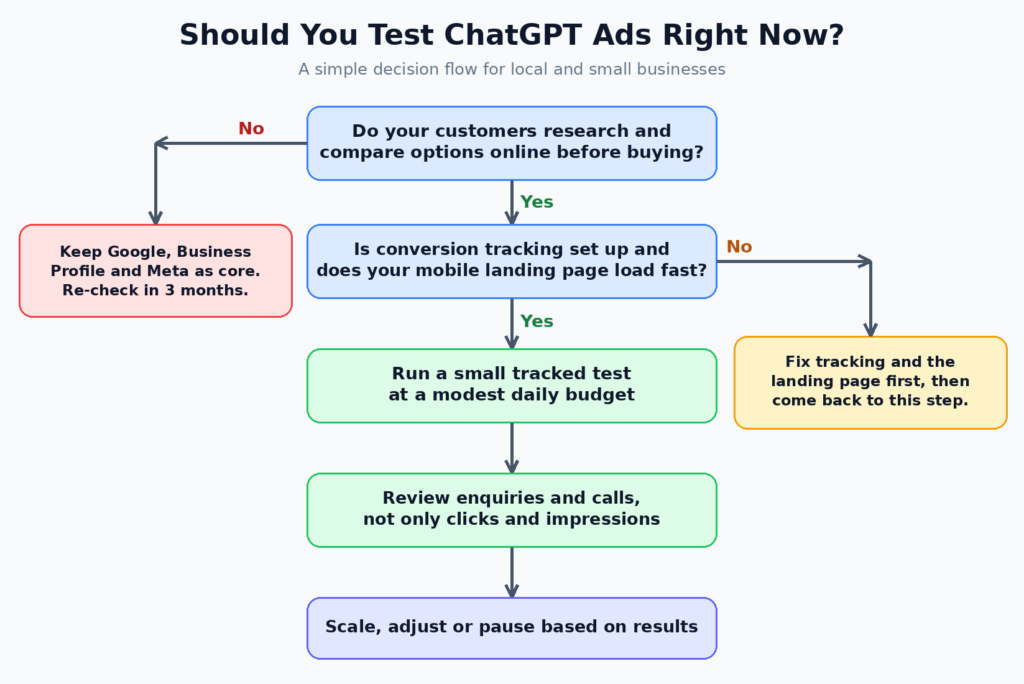 Should You Test ChatGPT Ads Right Now?
A simple decision flow for local and small businesses
No
Do your customers research and
compare options online before buying?
Yes
Keep Google, Business
Profile and Meta as core.
Re-check in 3 months.
Is conversion tracking set up and
does your mobile landing page load fast?
No
Yes
Run a small tracked test
at a modest daily budget
Fix tracking and the
landing page first, then
come back to this step.
Review enquiries and calls,
not only clicks and impressions
Scale, adjust or pause based on results